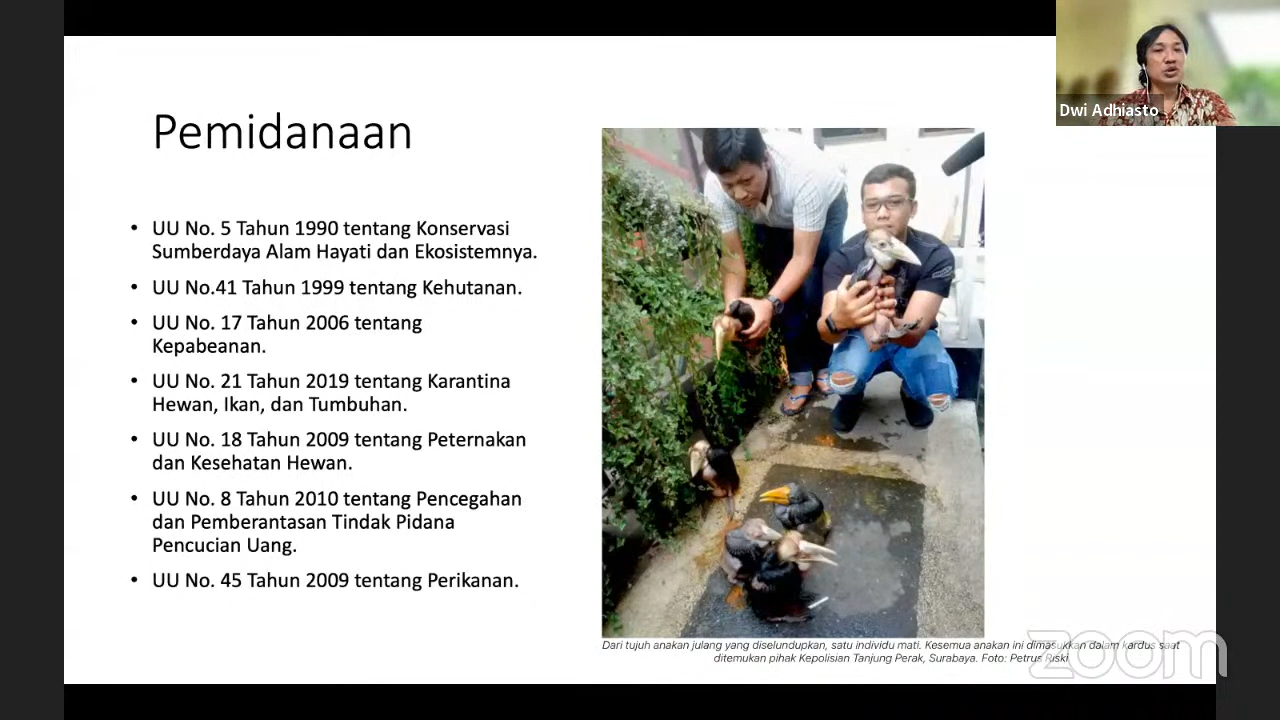 Dwi Adhiasto
Pemidanaan
• UU No. 5 Tahun 1990 tentang Konservasi
Sumberdaya Alam Hayati dan Ekosistemnya.
• UU No.41 Tahun 1999 tentang Kehutanan.
• UU No. 17 Tahun 2006 tentang
Kepabeanan.
• UU No. 21 Tahun 2019 tentang Karantina
Hewan, Ikan, dan Tumbuhan.
• UU No. 18 Tahun 2009 tentang Peternakan
dan Kesehatan Hewan.
• UU No. 8 Tahun 2010 tentang Pencegahan
dan Pemberantasan Tindak Pidana
Pencucian Uang.
• UU No. 45 Tahun 2009 tentang Perikanan.
Dari tujuh anakan julang yang diselundupkan, satu individu mati. Kesemua anakan ini dimasukkan dalam kardus saat
ditemukan pihak Kepolisian Tanjung Perak, Surabaya. Foto: Petrus Riski
zoom